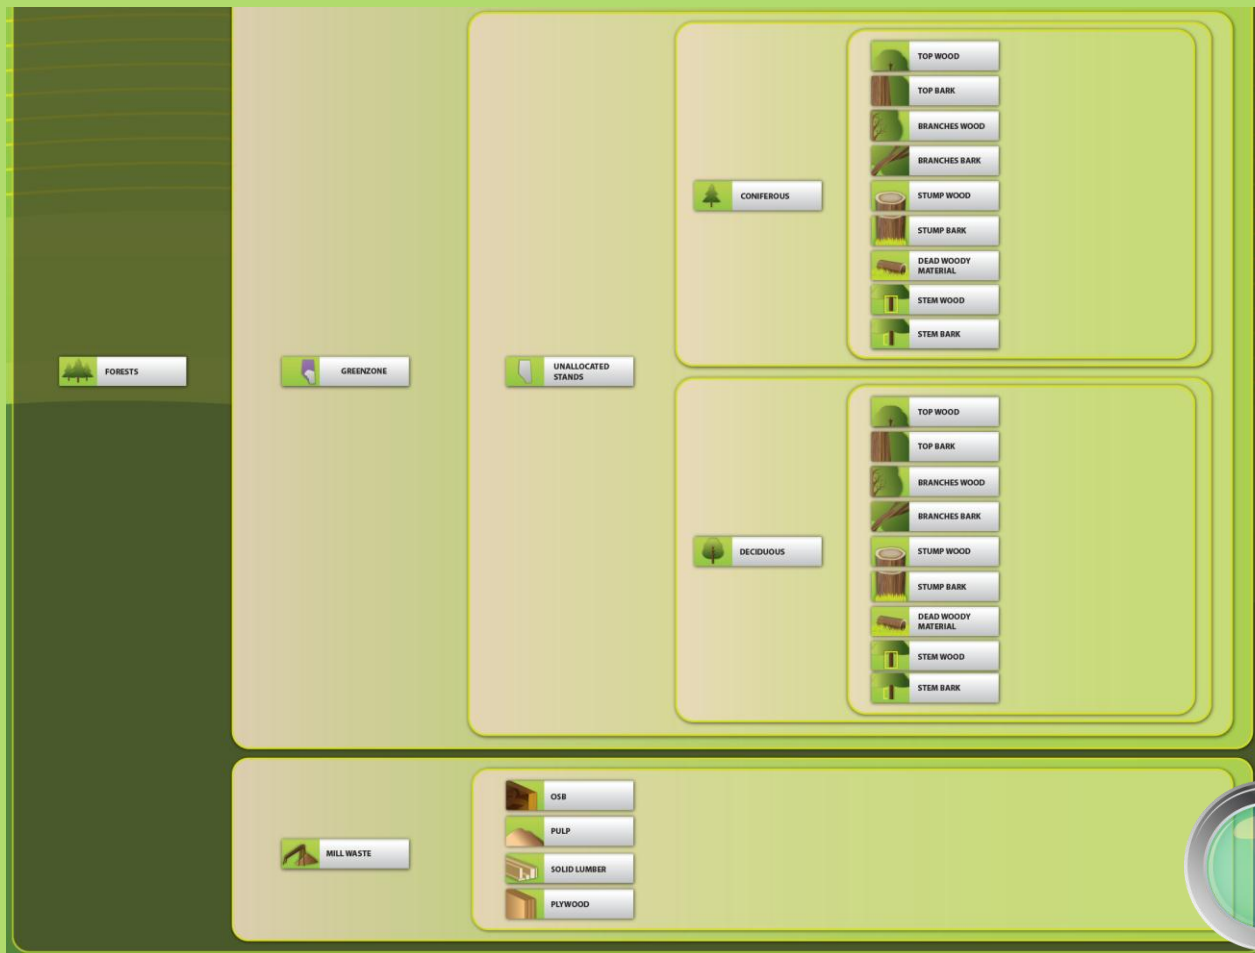 FORESTS
GREENZONE
UNALLOCATED
STANDS
CONIFEROUS
TOP WOOD
TOP BARK
BRANCHES WOOD
BRANCHES BARK
STUMP WOOD
STUMP BARK
DEAD WOODY
MATERIAL
STEM WOOD
STEM BARK
DECIDUOUS
TOP WOOD
TOP BARK
BRANCHES WOOD
BRANCHES BARK
STUMP WOOD
STUMP BARK
DEAD WOODY
MATERIAL
STEM WOOD
STEM BARK
MILL WASTE
OSB
PULP
SOLID LUMBER
PLYWOOD